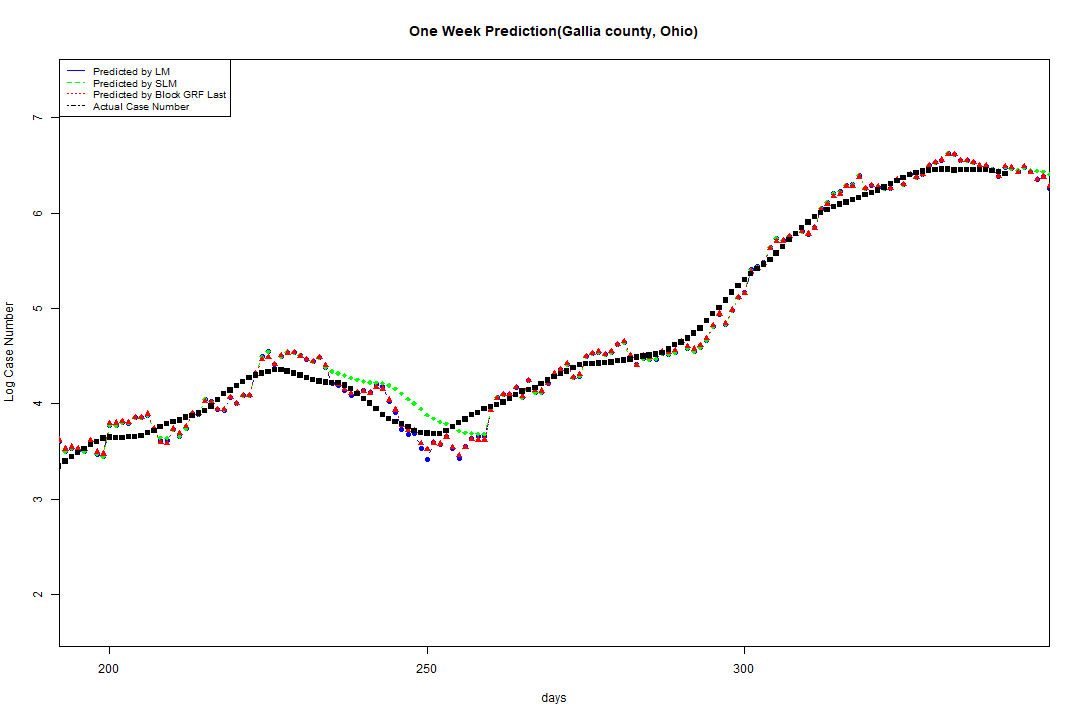 One Week Prediction(Gallia county, Ohio)
Predicted by LM
Predicted by SLM
Predicted by Block GRF Last
Actual Case Number
7
6
5
4
3
2
Log Case Number
200 250 300
days